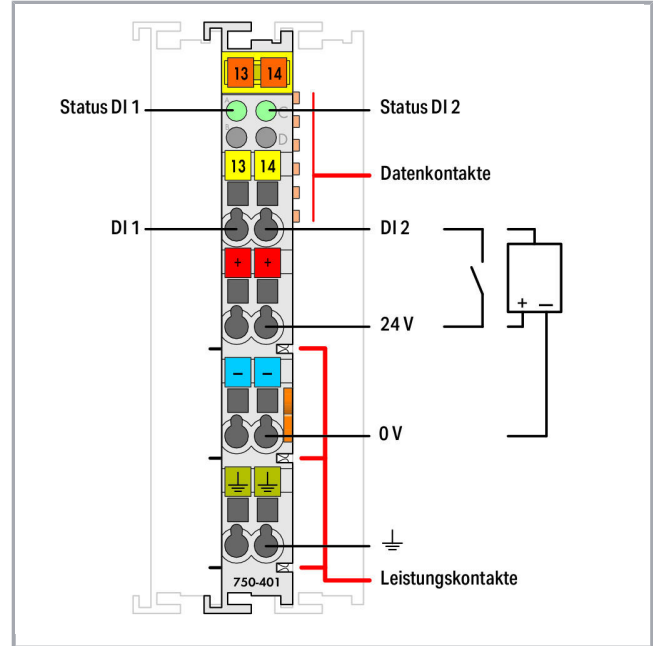 13 14
A
Status DI 1
Status DI 2
C
B
D
13 14
Datenkontakte
DI 1
DI 2
+ +
+ −
24 V
− −
0 V
Leistungskontakte
750-401